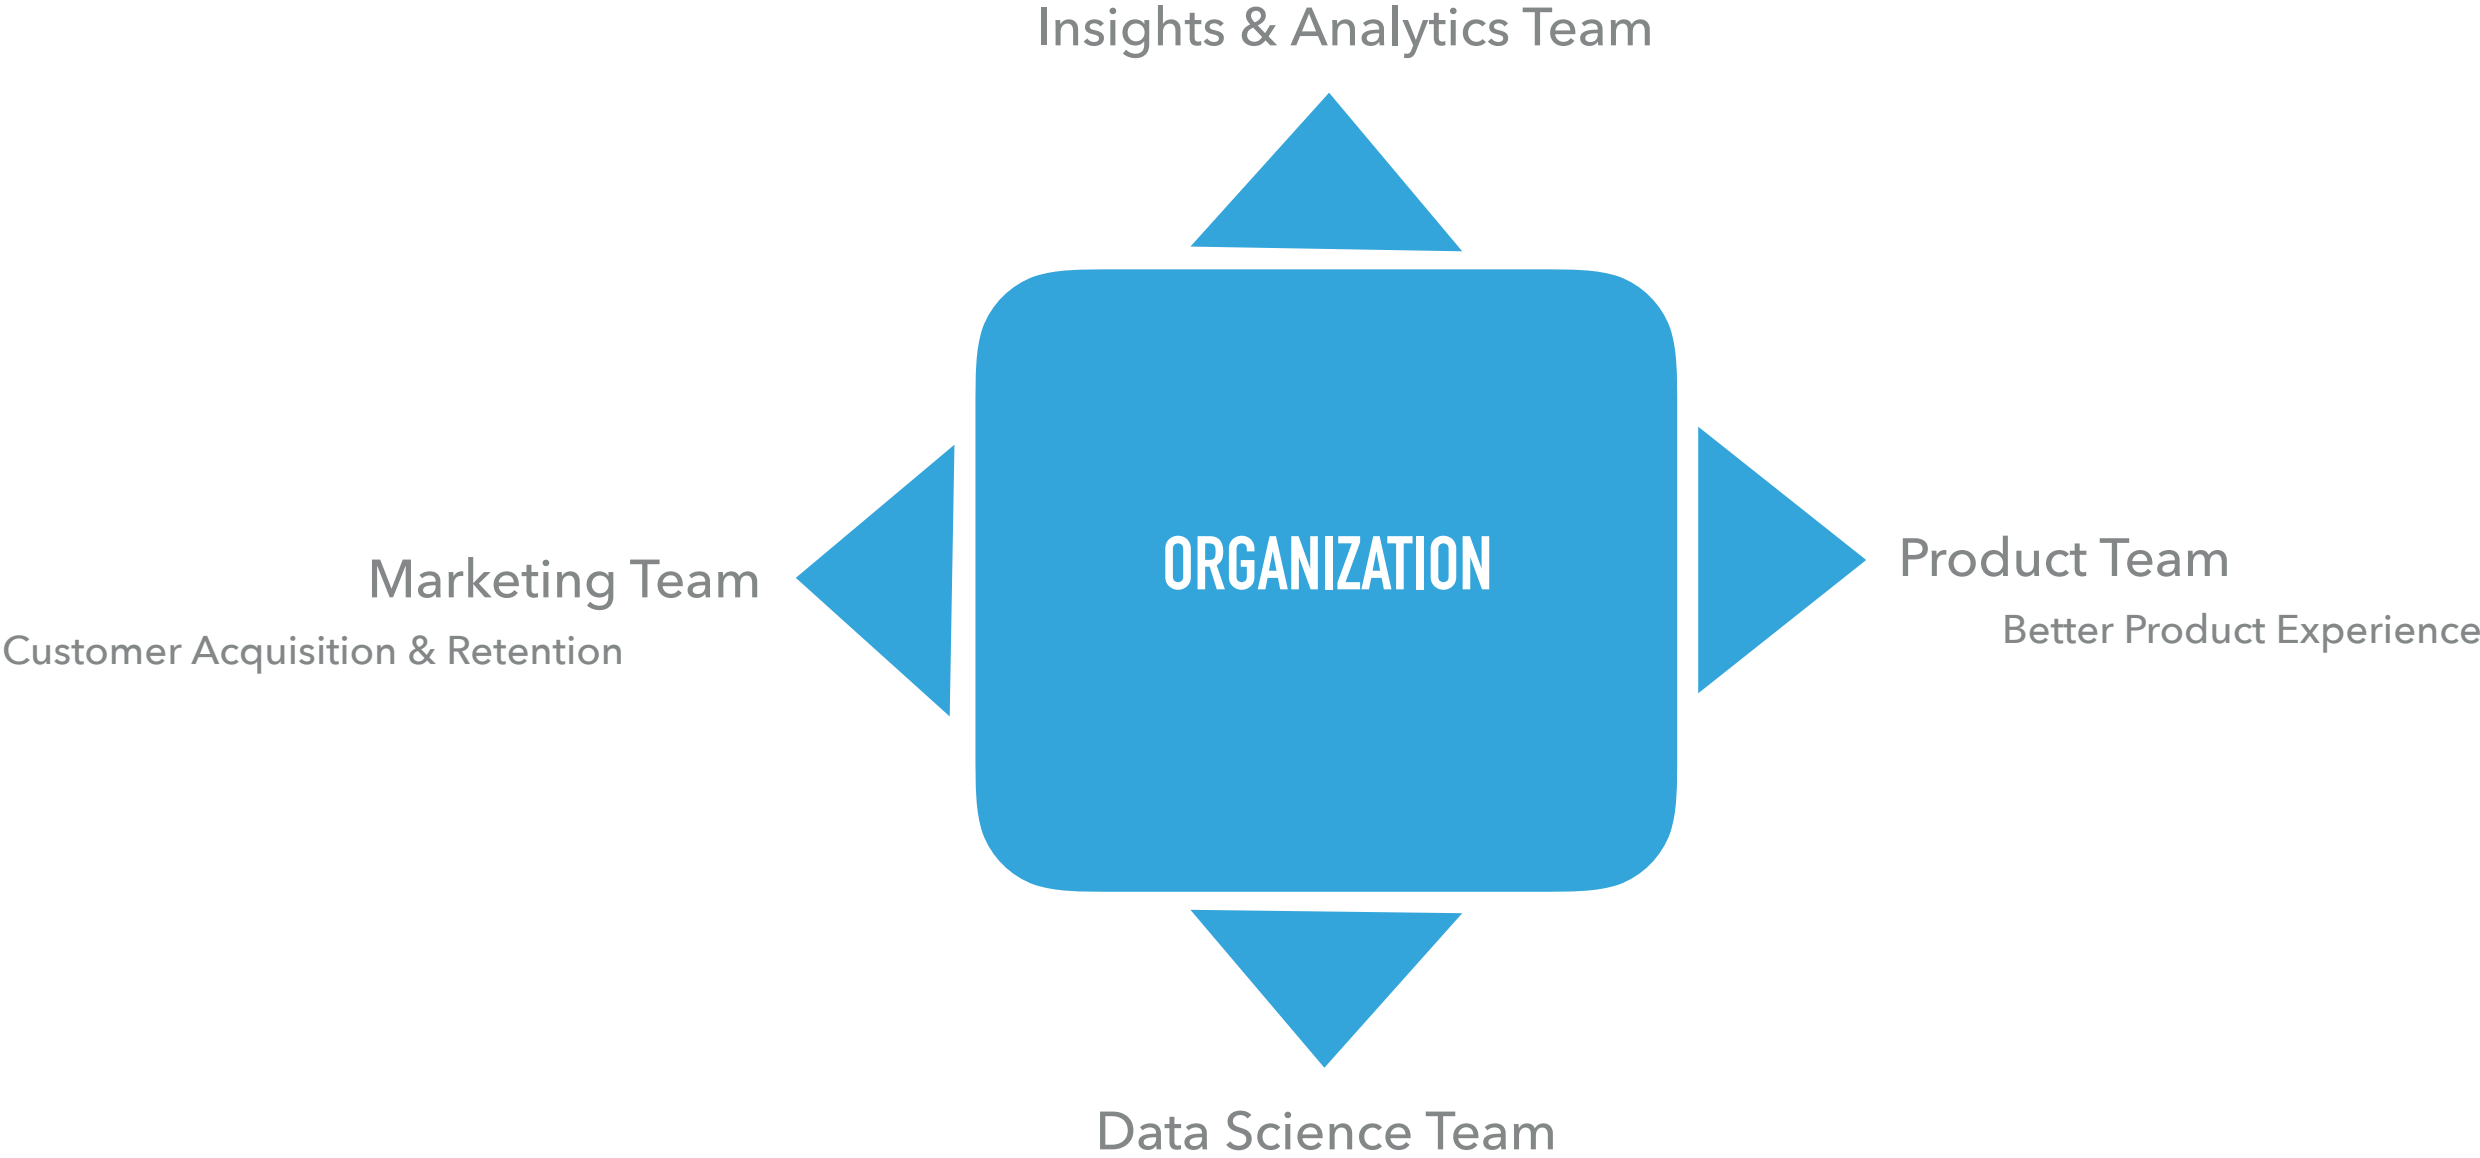 Insights & Analytics Team
ORGANIZATION
Marketing Team
Customer Acquisition & Retention
Product Team
Better Product Experience
Data Science Team